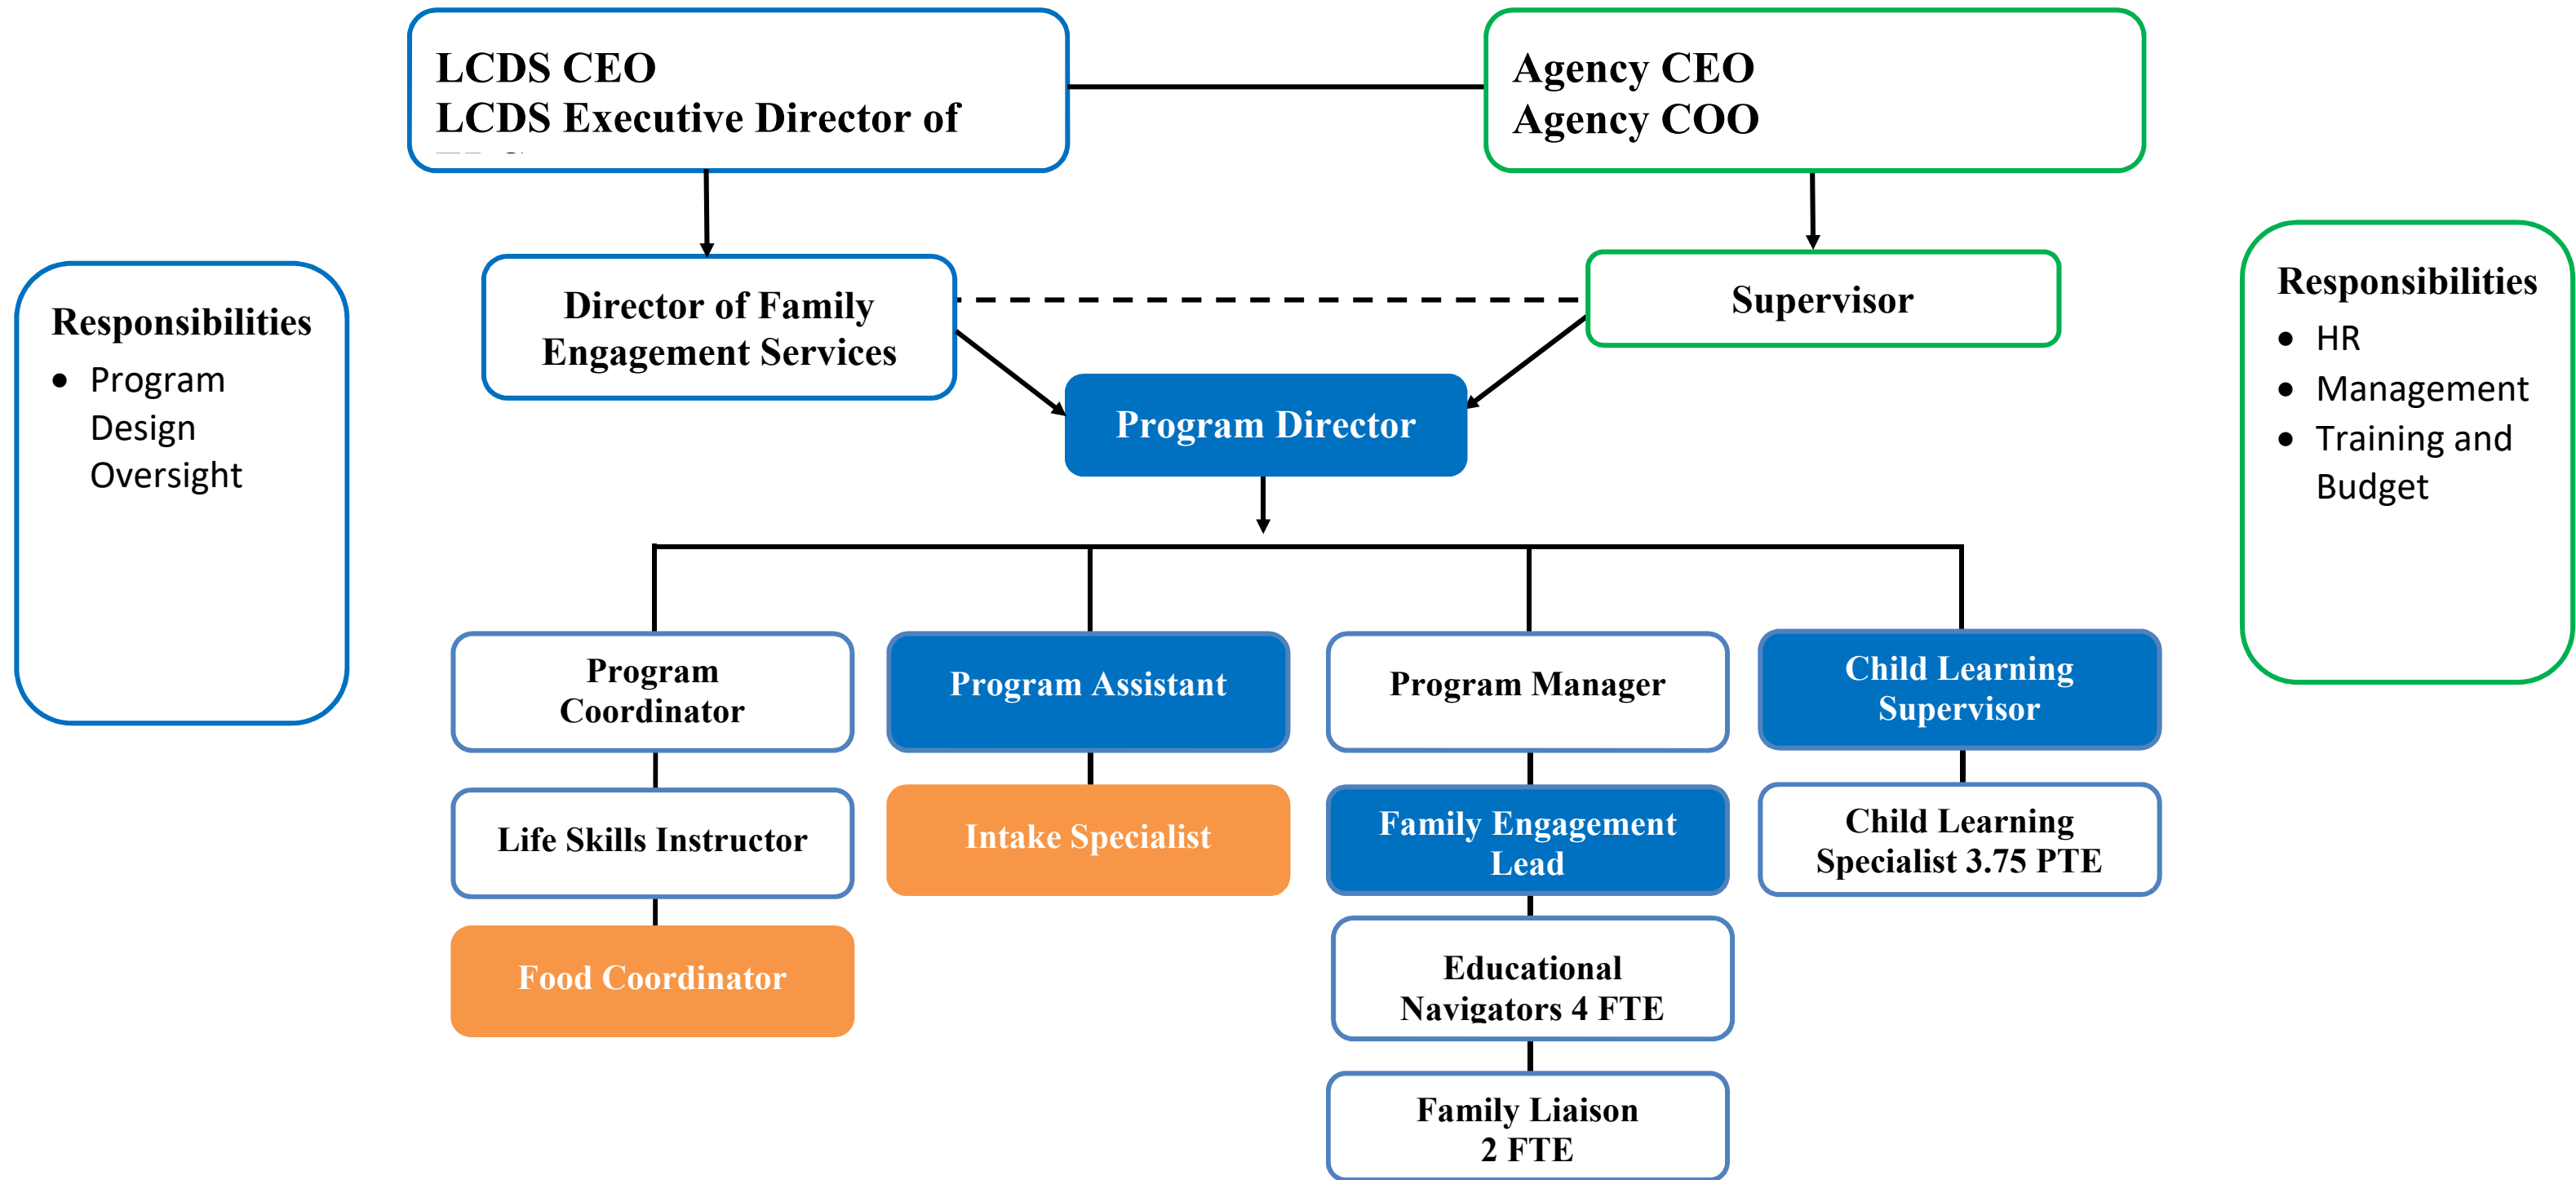 LCDS CEO
LCDS Executive Director of
Agency CEO
Agency COO
Responsibilities
• Program
Design
Oversight
Director of Family
Engagement Services
Supervisor
Responsibilities
• HR
• Management
• Training and
Budget
Program Director
Program
Coordinator
Program Assistant
Program Manager
Child Learning
Supervisor
Life Skills Instructor
Intake Specialist
Family Engagement
Lead
Child Learning
Specialist 3.75 PTE
Food Coordinator
Educational
Navigators 4 FTE
Family Liaison
2 FTE